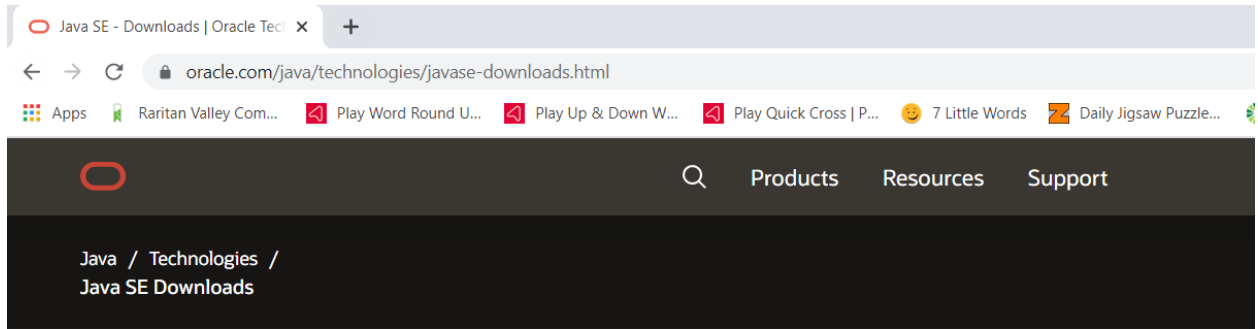 Java SE - Downloads | Oracle Tec
oracle.com/java/technologies/javase-downloads.html
Apps Raritan Valley Com... Play Word Round U... Play Up & Down W... Play Quick Cross | P... 7 Little Words Daily Jigsaw Puzzle...
Products Resources Support
Java / Technologies /
Java SE Downloads